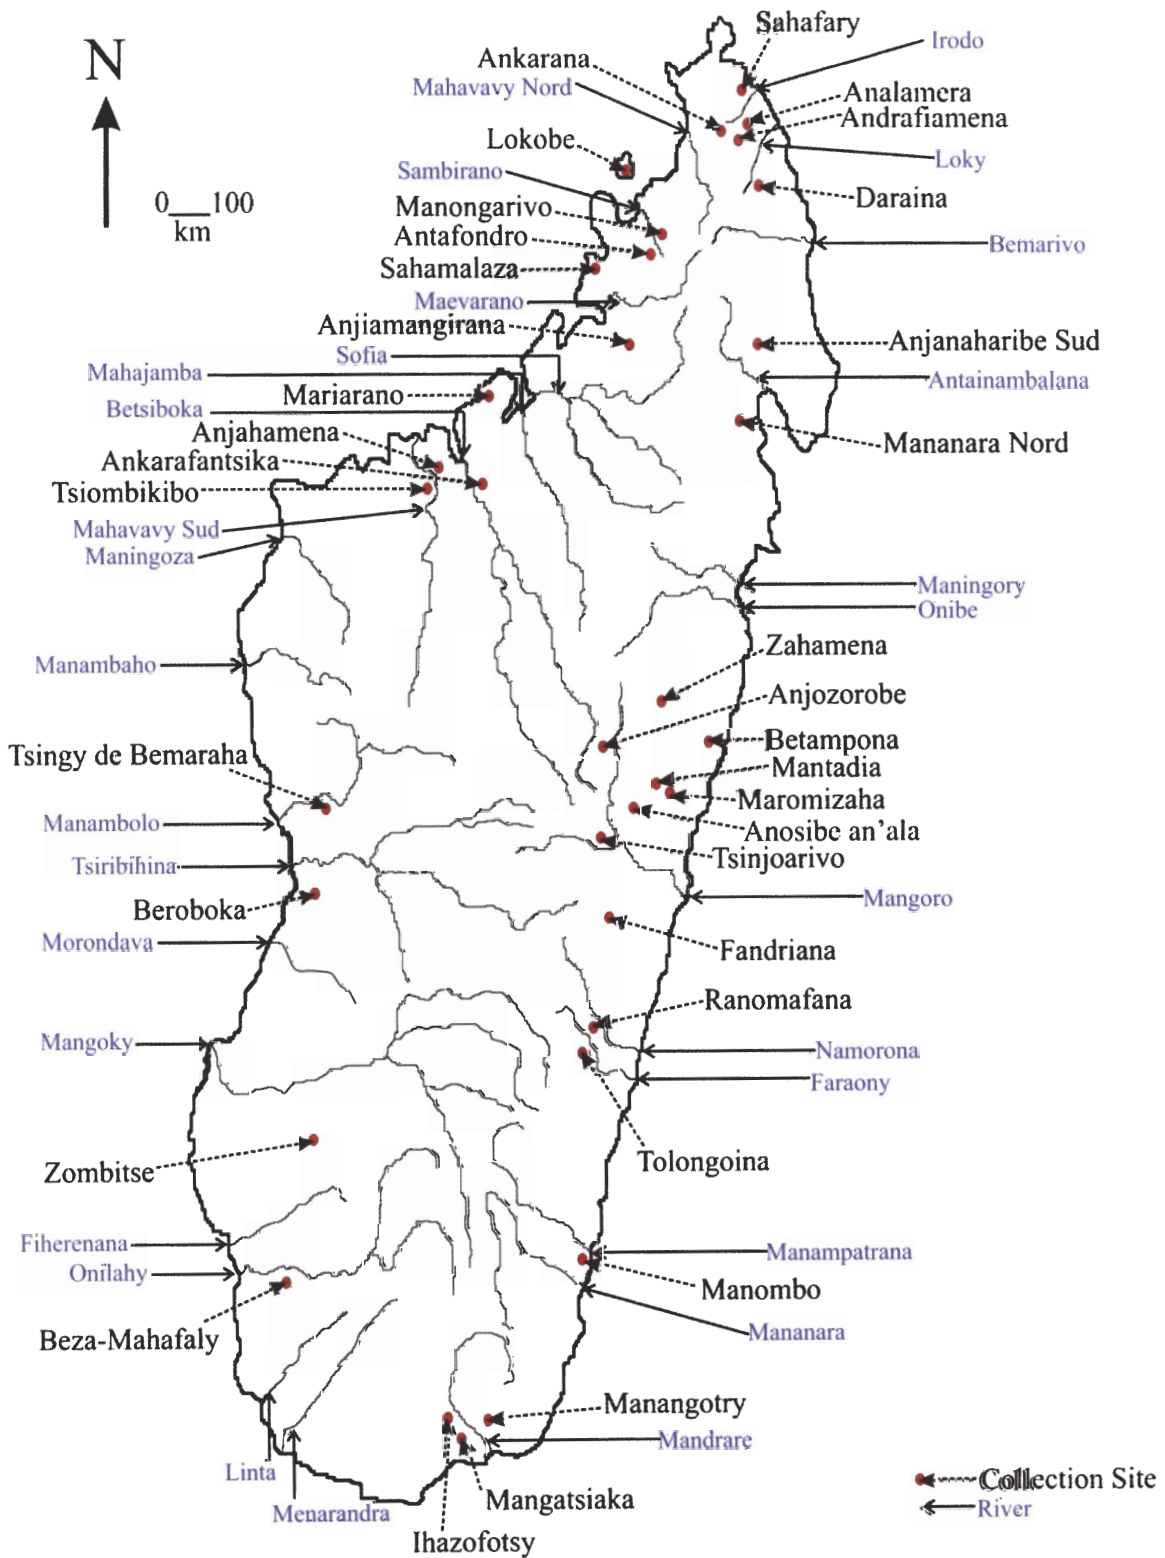 Sahafary
Irodo
N
Ankarana
Mahavavy Nord
Analamera
Andrafiamena
Lokobe
Loky
Sambirano
Daraina
0 100
km
Manongarivo
Antafondro
Bemarivo
Sahamalaza
Maevarano
Anjiamangirana
Anjanaharibe Sud
Sofia
Mahajamba
Antainambalana
Mariarano
Betsiboka
Anjahamena
Mananara Nord
Ankarafantsika
Tsiombikibo
Mahavavy Sud
Maningoza
Maningory
Onibe
Zahamena
Manambaho
Anjozorobe
Betampona
Tsingy de Bemaraha
Mantadia
Maromizaha
Manambolo
Anosibe an'ala
Tsinjoarivo
Tsiribihina
Mangoro
Beroboka
Morondava
Fandriana
Ranomafana
Mangoky
Namorona
Faraony
Tolongoina
Zombitse
Fiherenana
Manampatrana
Onilahy
Manombo
Beza-Mahafaly
Mananara
Manangotry
Mandrare
Linta
Collection Site
Mangatsiaka
River
Menarandra
Ihazofotsy